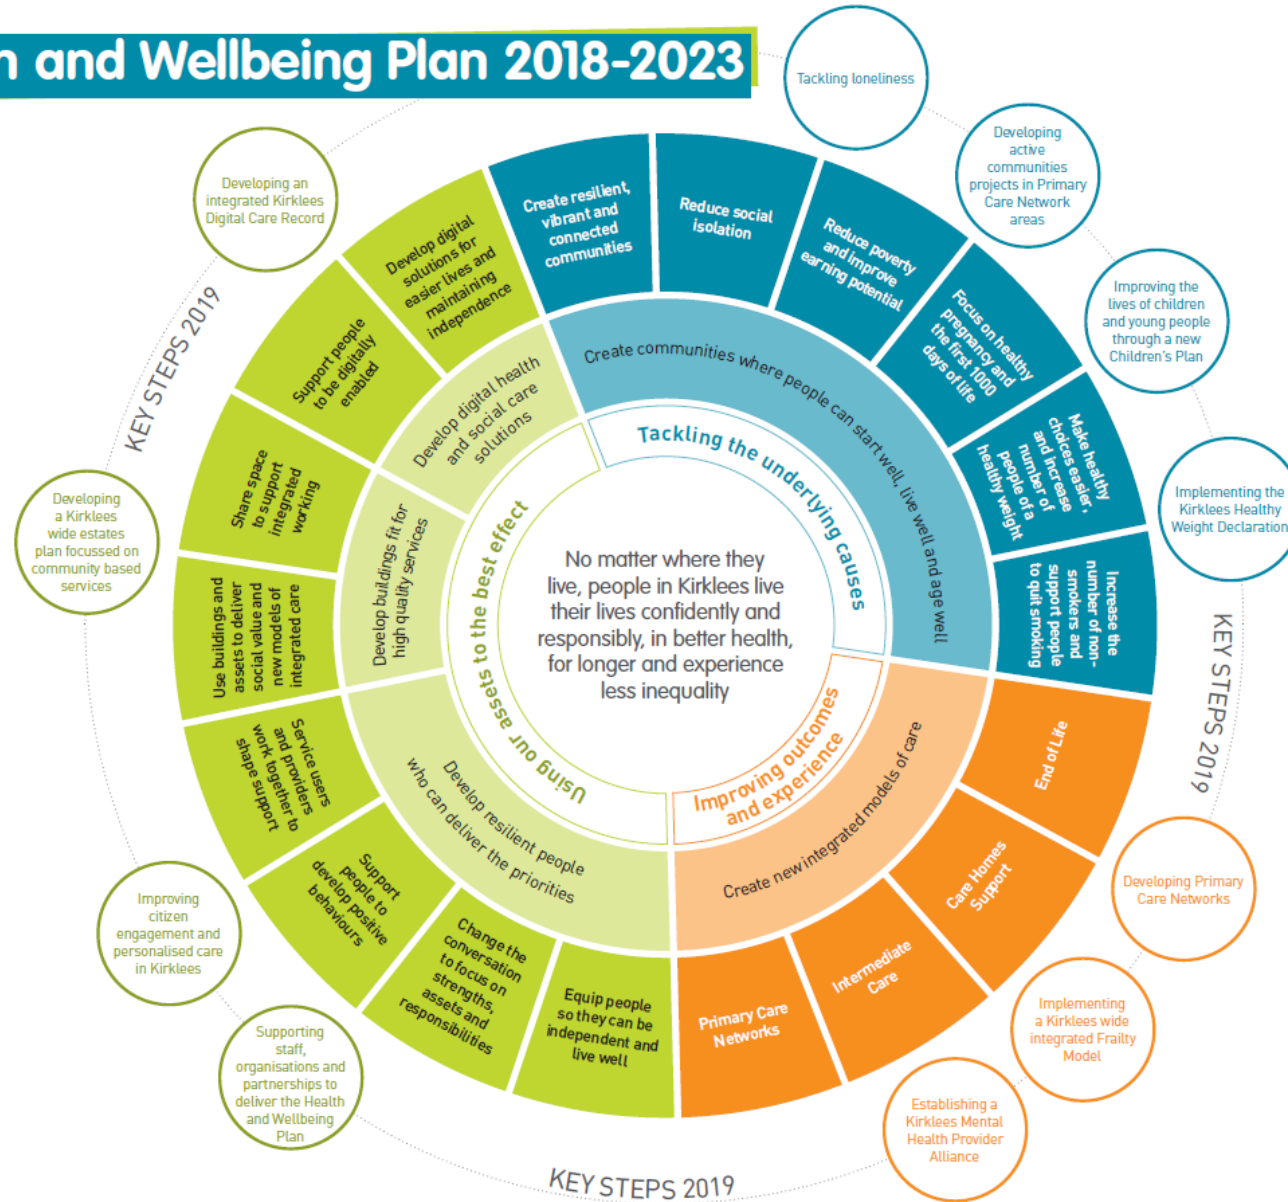 n and Wellbeing Plan 2018-2023
Tackling loneliness
Developing
active
communities
projects in Primary
Care Network
areas
Improving the
lives of children
and young people
through a new
Children's Plan
Implementing the
Kirklees Healthy
Weight Declaration
KEY STEPS 2019
Developing Primary
Care Networks
Implementing
a Kirklees wide
integrated Frailty
Model
Establishing a
Kirklees Mental
Health Provider
Alliance
KEY STEPS 2019
Supporting
staff,
organisations and
partnerships to
deliver the Health
and Wellbeing
Plan
Improving
citizen
engagement and
personalised care
in Kirklees
Developing
a Kirklees
wide estates
plan focussed on
community based
services
KEY STEPS 2019
Developing an
integrated Kirklees
Digital Care Record
Create resilient,
vibrant and
connected
communities
Reduce social
isolation
Reduce poverty
and improve
earning potential
Focus on healthy
pregnancy and
the first 1000
days of life
Make healthy
choices easier,
and increase
number of
people of a
healthy weight
Increase the
number of non-
smokers and
support people
to quit smoking
End of Life
Care Homes
Support
Intermediate
Care
Primary Care
Networks
Equip people
so they can be
independent and
live well
Change the
conversation
to focus on
strengths,
assets and
responsibilities
Support
people to
develop positive
behaviours
Service users
and providers
work together to
shape support
Use buildings and
assets to deliver
social value and
new models of
integrated care
Share space
to support
integrated
working
Support people
to be digitally
enabled
Develop digital
solutions for
easier lives and
maintaining
independence
Create communities where people can start well, live well and age well
Create new integrated models of care
Develop resilient people
who can deliver the priorities
Develop buildings fit for
high quality services
Develop digital health
and social care
solutions
Tackling the underlying causes
Improving outcomes
and experience
Using our assets to the best effect
No matter where they
live, people in Kirklees live
their lives confidently and
responsibly, in better health,
for longer and experience
less inequality